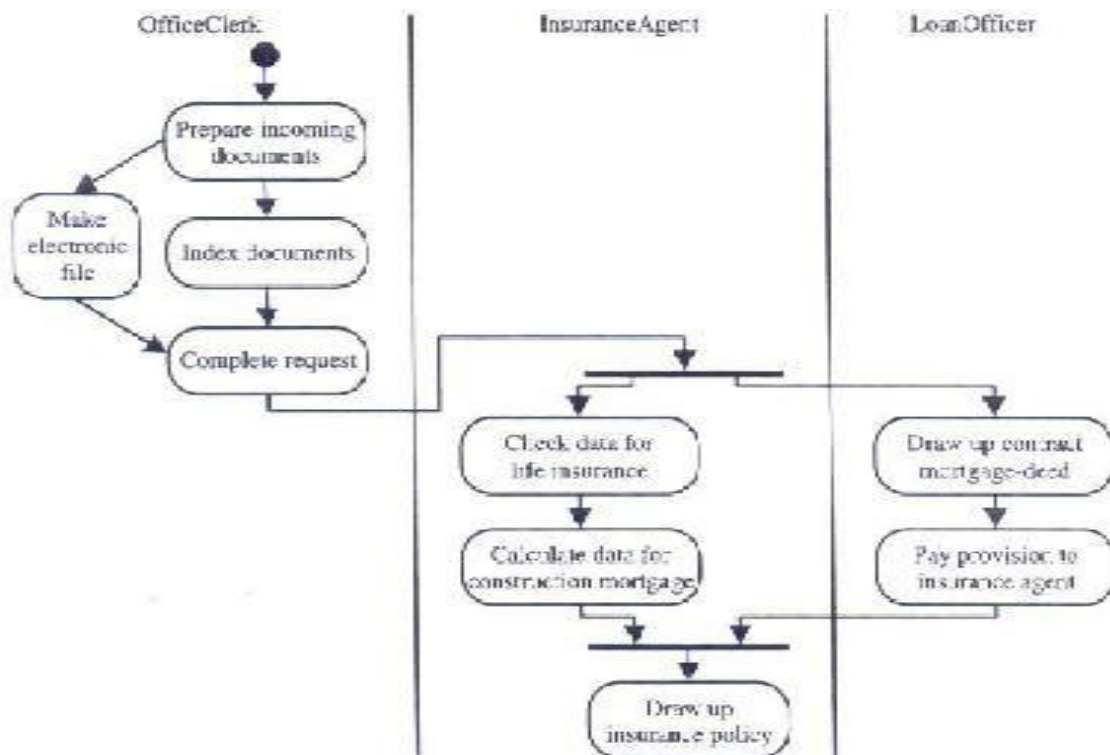 OfficeClerk
InsuranceAgent
LoanOfficer
Prepare incoming
documents
Make
electronic
file
Index documents
Complete request
Check data for
life insurance
Draw up contract
mortgage-deed
Calculate data for
construction mortgage
Pay provision to
insurance agent
Draw up
insurance policy